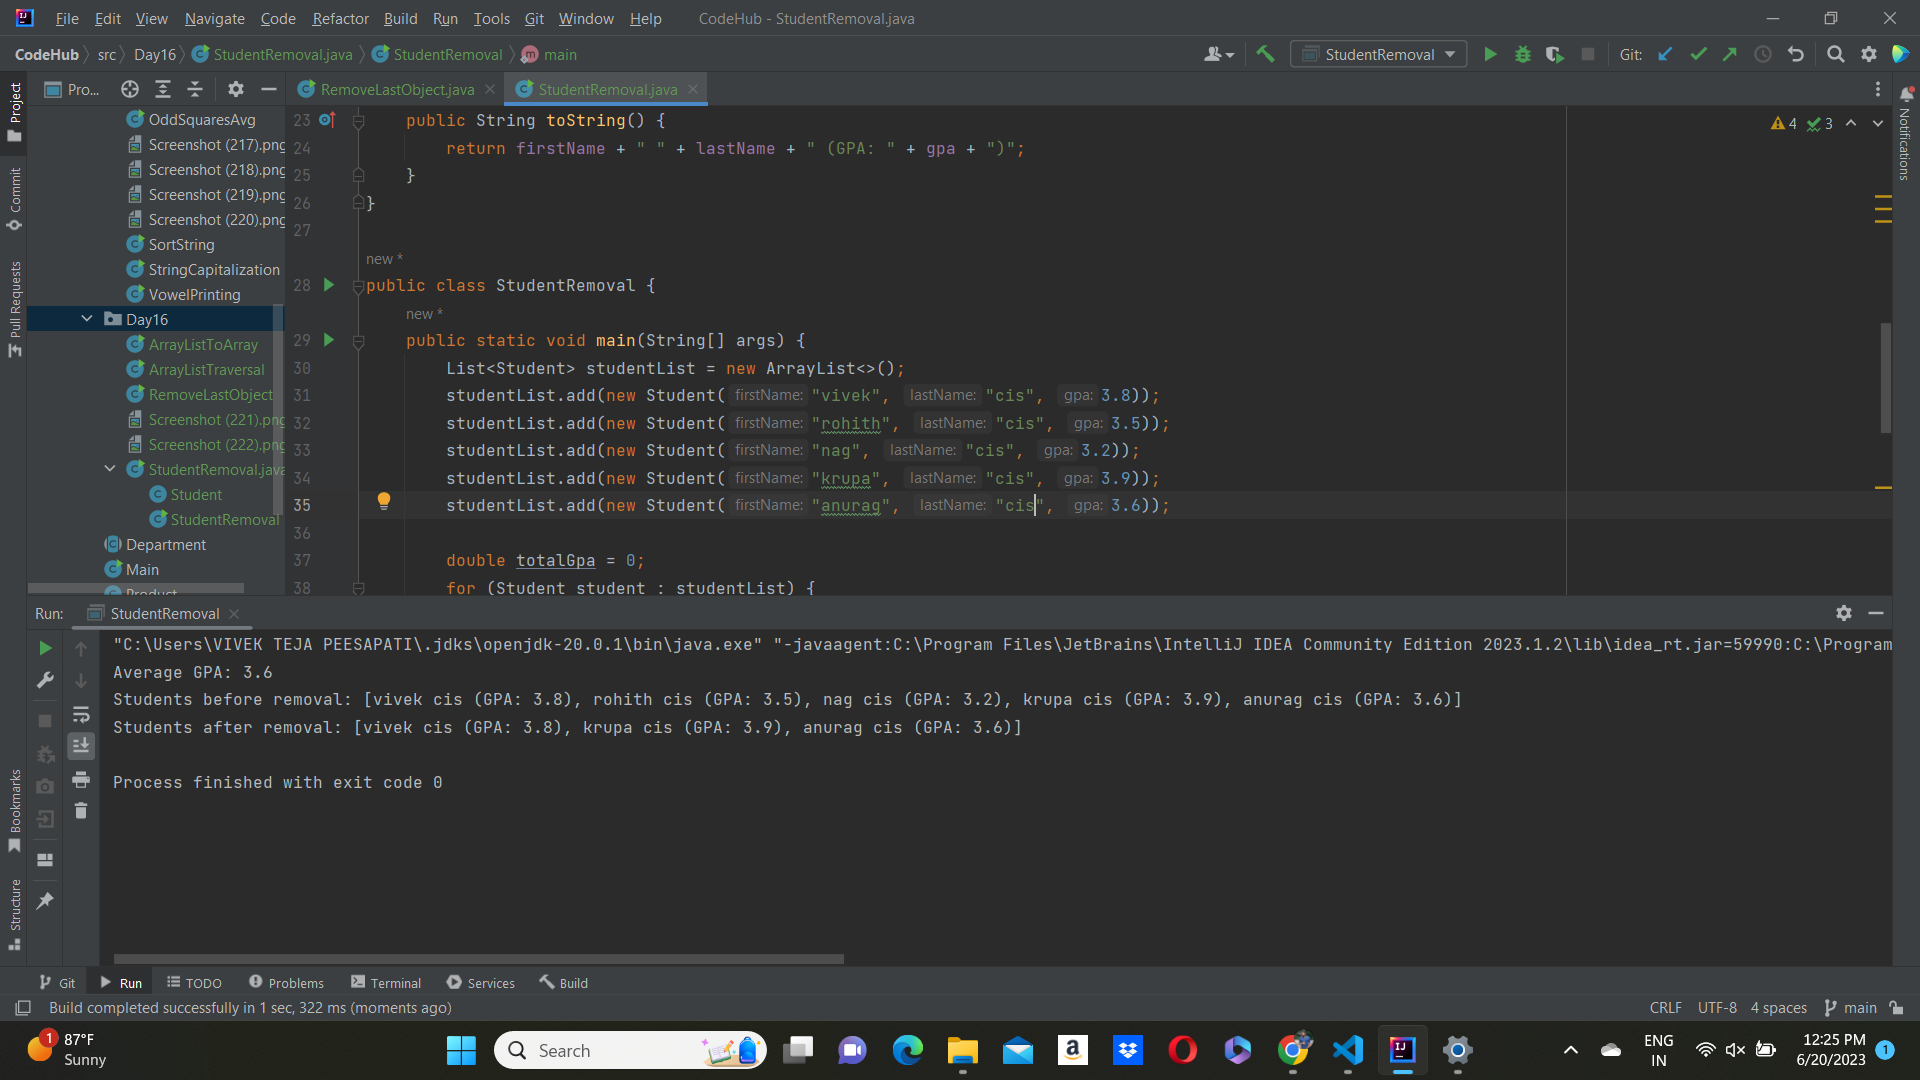 File Edit View Navigate Code Refactor Build Run Tools Git Window Help CodeHub - StudentRemoval.java
CodeHub src Day16 StudentRemoval.java StudentRemoval main StudentRemoval Git:
Project
Commit
Pull Requests
Bookmarks
Structure
Notifications
Pro...
OddSquaresAvg
Screenshot (217).png
Screenshot (218).png
Screenshot (219).png
Screenshot (220).png
SortString
StringCapitalization
VowelPrinting
Day16
ArrayListToArray
ArrayListTraversal
RemoveLastObject
Screenshot (221).png
Screenshot (222).png
StudentRemoval.java
Student
StudentRemoval
Department
Main
Product
RemoveLastObject.java StudentRemoval.java
4 3
23 public String toString() {
24 return firstName + " " + lastName + " (GPA: " + gpa + ")";
25 }
26 }
27
new *
28 public class StudentRemoval {
new *
29 public static void main(String[] args) {
30 List<Student> studentList = new ArrayList<>();
31 studentList.add(new Student( firstName: "vivek", lastName: "cis", gpa: 3.8));
32 studentList.add(new Student( firstName: "rohith", lastName: "cis", gpa: 3.5));
33 studentList.add(new Student( firstName: "nag", lastName: "cis", gpa: 3.2));
34 studentList.add(new Student( firstName: "krupa", lastName: "cis", gpa: 3.9));
35 studentList.add(new Student( firstName: "anurag", lastName: "cis", gpa: 3.6));
36
37 double totalGpa = 0;
38 for (Student student : studentList) {
Run: StudentRemoval
"C:\Users\VIVEK TEJA PEESAPATI\.jdks\openjdk-20.0.1\bin\java.exe" "-javaagent:C:\Program Files\JetBrains\IntelliJ IDEA Community Edition 2023.1.2\lib\idea_rt.jar=59990:C:\Program
Average GPA: 3.6
Students before removal: [vivek cis (GPA: 3.8), rohith cis (GPA: 3.5), nag cis (GPA: 3.2), krupa cis (GPA: 3.9), anurag cis (GPA: 3.6)]
Students after removal: [vivek cis (GPA: 3.8), krupa cis (GPA: 3.9), anurag cis (GPA: 3.6)]
Process finished with exit code 0
Git Run TODO Problems Terminal Services Build
Build completed successfully in 1 sec, 322 ms (moments ago) CRLF UTF-8 4 spaces main
1 87°F
Sunny
Search
ENG
IN
12:25 PM
6/20/2023
1